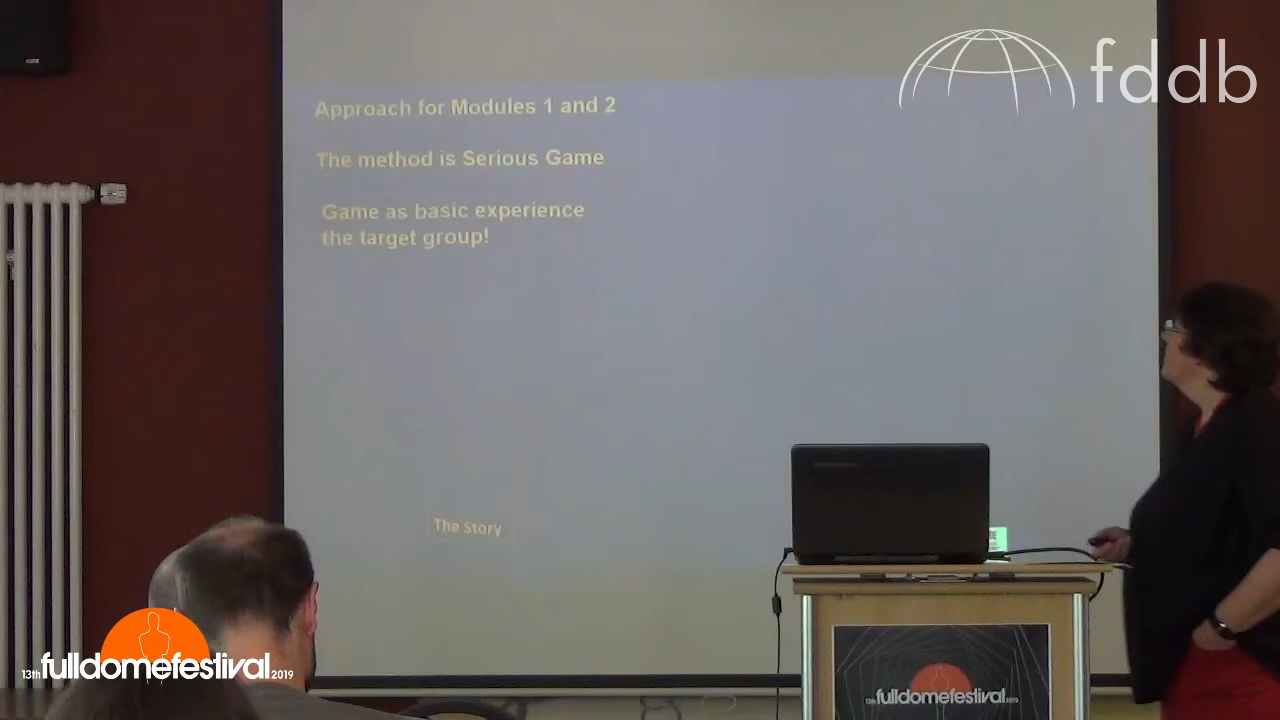 fddb
Approach for Modules 1 and 2
The method is Serious Game
Game as basic experience
the target group!
The Story
13th fulldomefestival 2019
13th fulldomefestival 2019